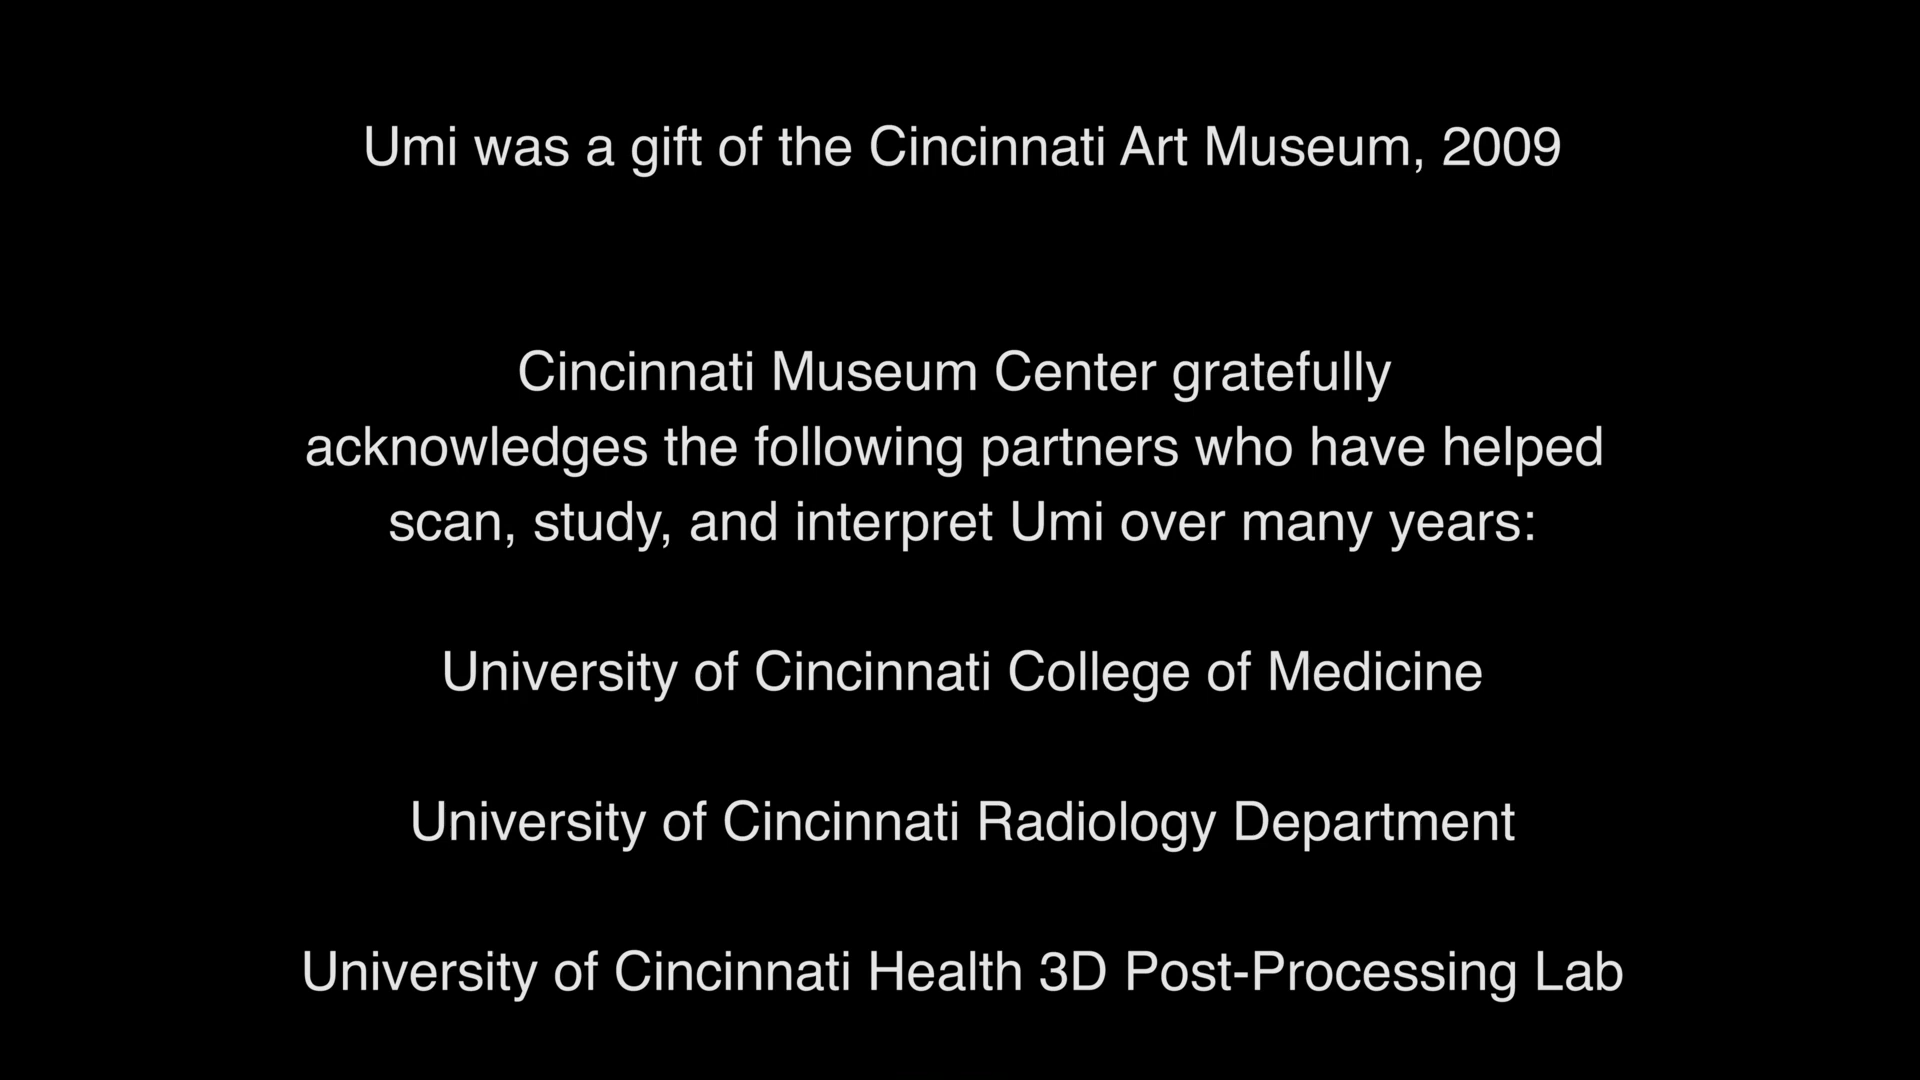 Umi was a gift of the Cincinnati Art Museum, 2009
Cincinnati Museum Center gratefully
acknowledges the following partners who have helped
scan, study, and interpret Umi over many years:
University of Cincinnati College of Medicine
University of Cincinnati Radiology Department
University of Cincinnati Health 3D Post-Processing Lab